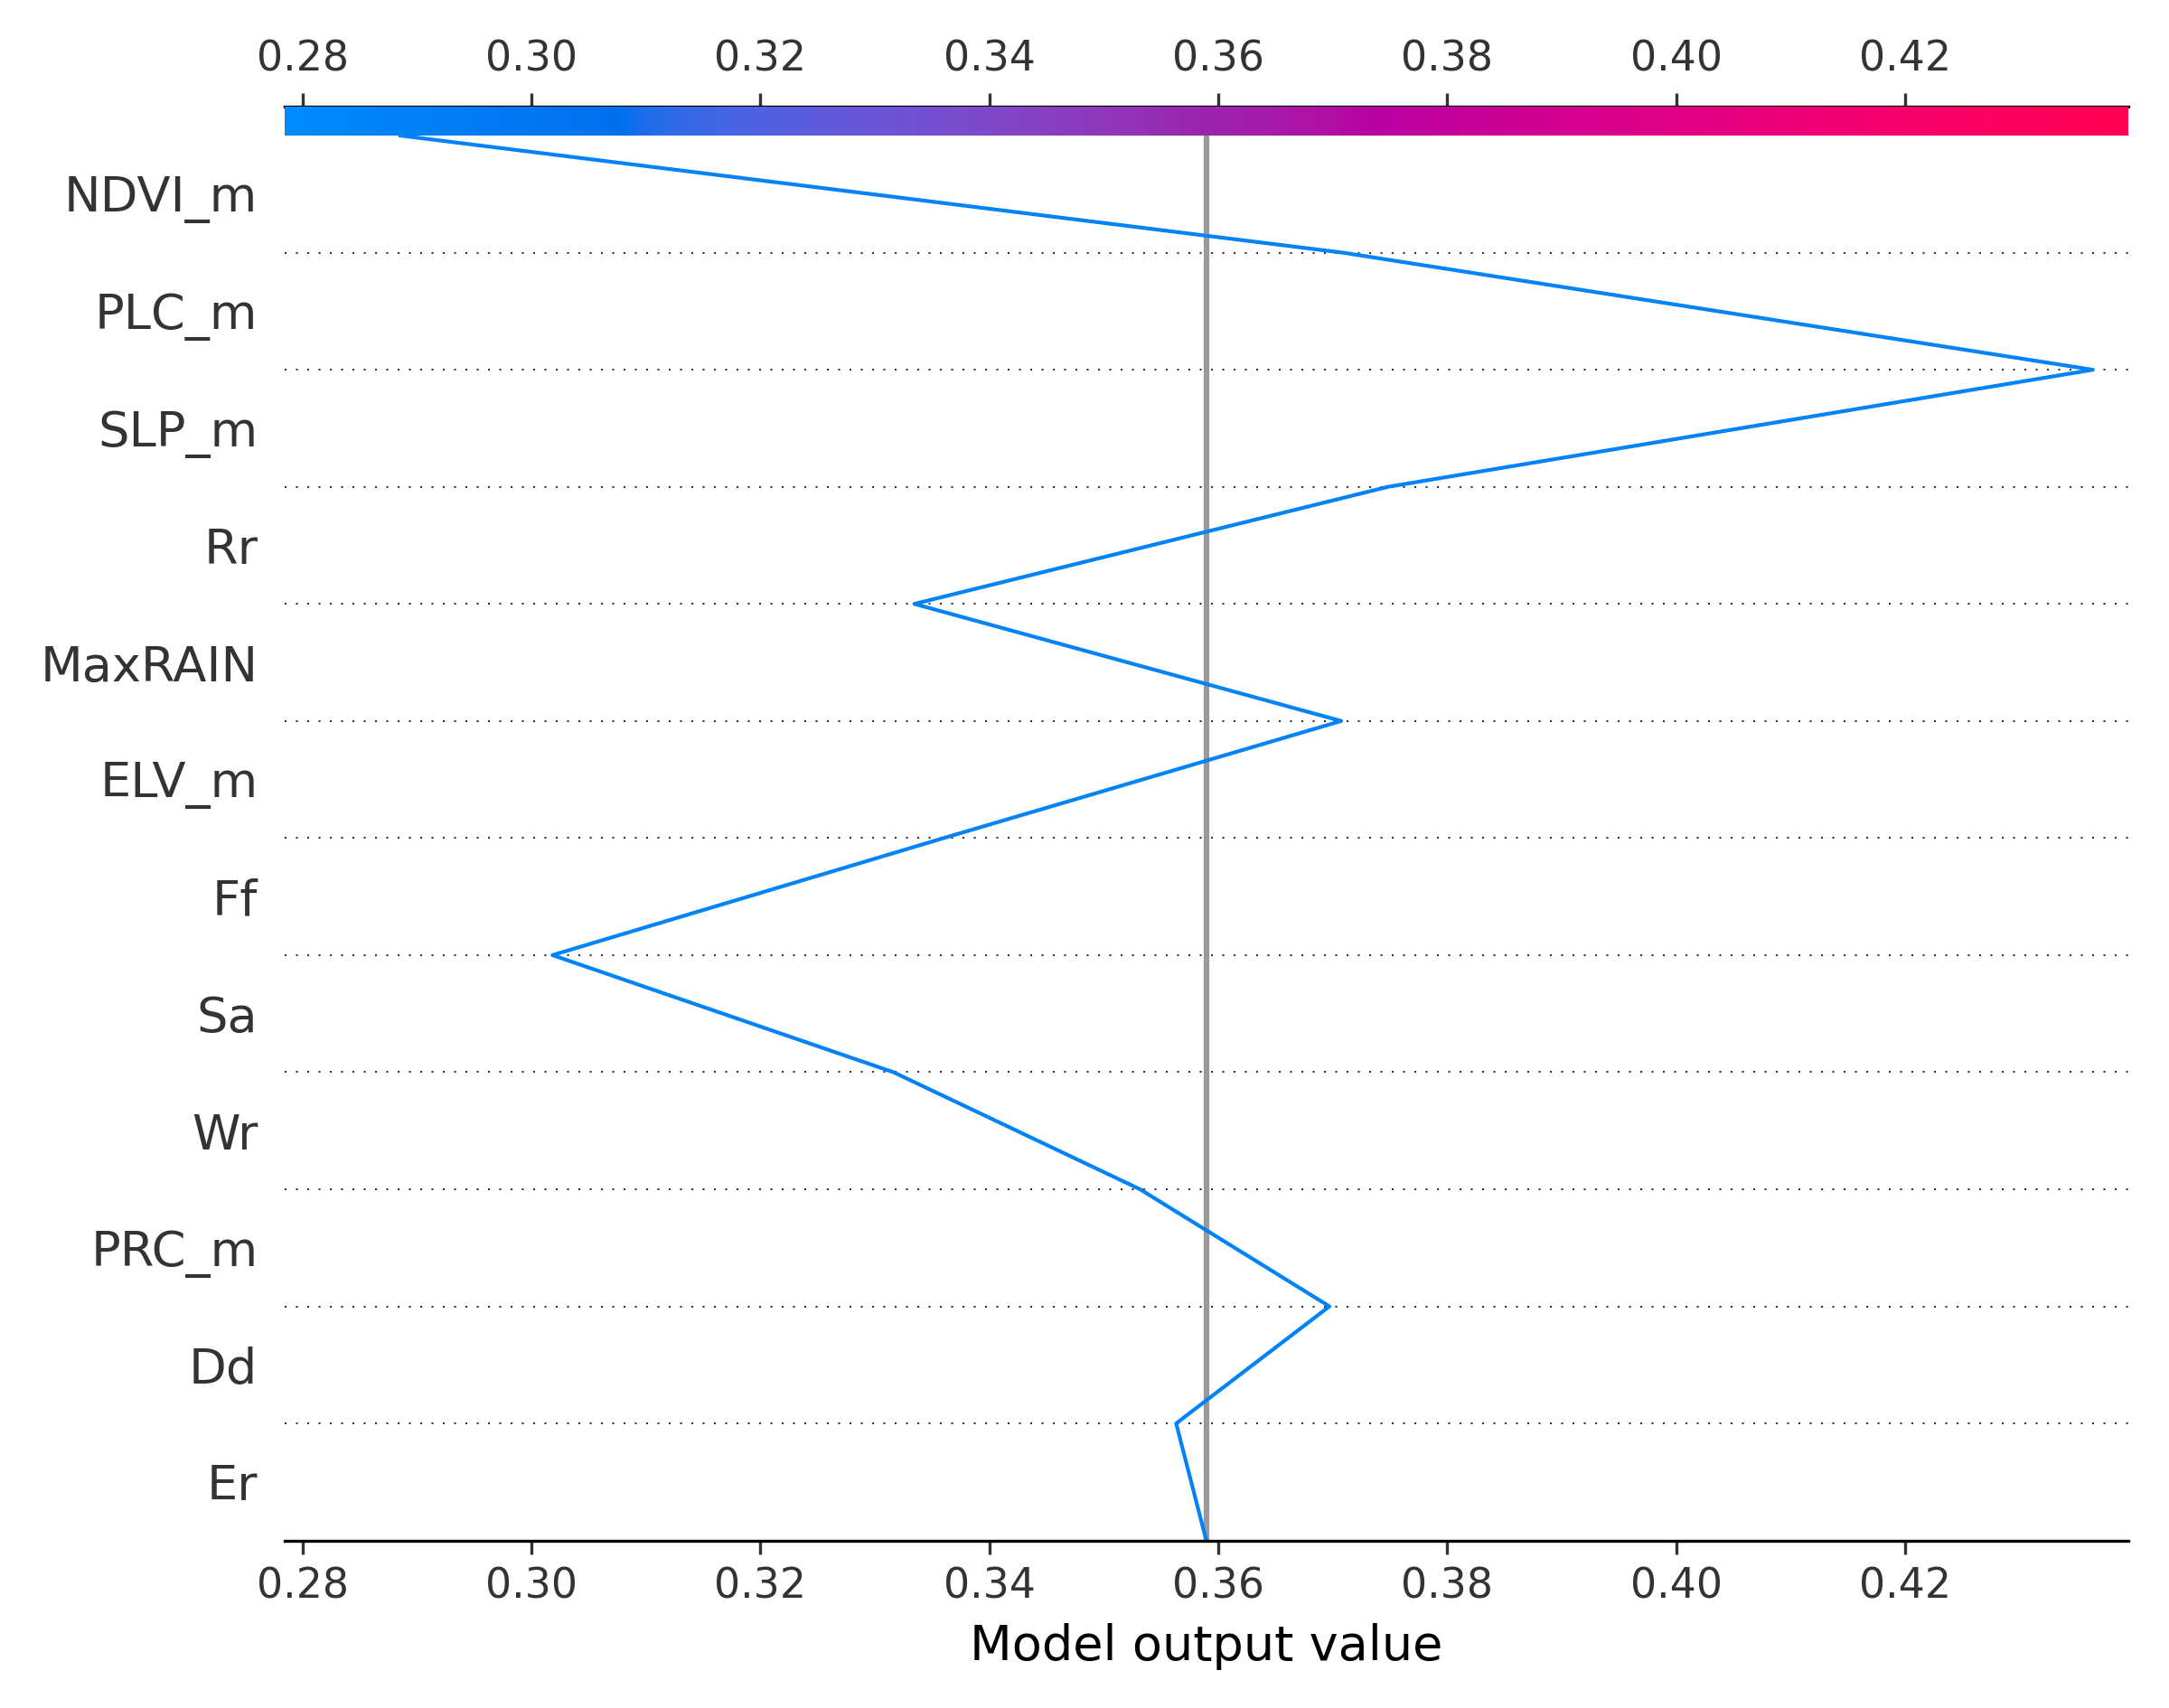 0.28 0.30 0.32 0.34 0.36 0.38 0.40 0.42
NDVI_m
PLC_m
SLP_m
Rr
MaxRAIN
ELV_m
Ff
Sa
Wr
PRC_m
Dd
Er
0.28 0.30 0.32 0.34 0.36 0.38 0.40 0.42
Model output value